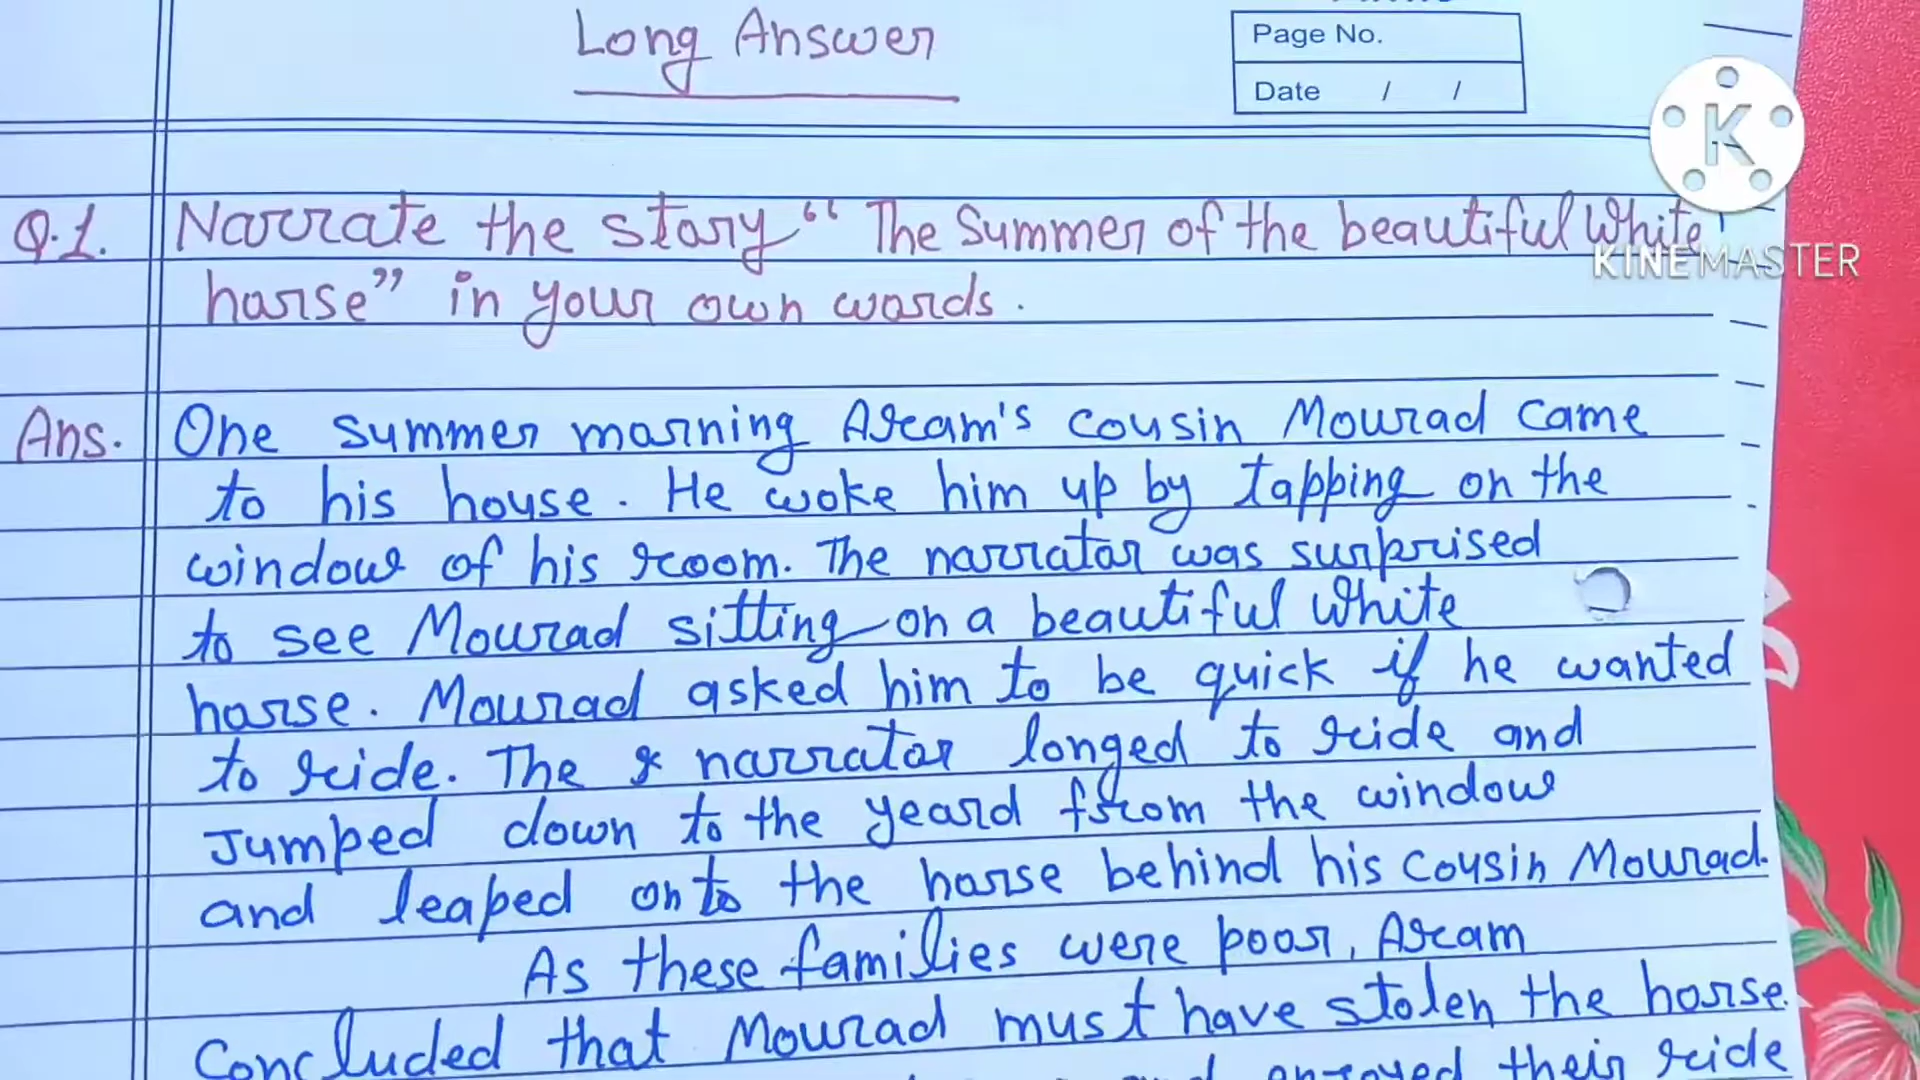 Long Answer
Page No.
Date / /
K
KINEMASTER
Q.1. Narrate the story “ The Summer of the beautiful White
horse” in your own words.
Ans. One summer morning Aram's cousin Mourad came
to his house. He woke him up by tapping on the
window of his room. The narrator was surprised
to see Mourad sitting on a beautiful White
horse. Mourad asked him to be quick if he wanted
to ride. The narrator longed to ride and
Jumped down to the yeard from the window
and leaped onto the horse behind his cousin Mourad.
As these families were poor, Aram
Concluded that Mourad must have stolen the horse.
enjoyed their ride